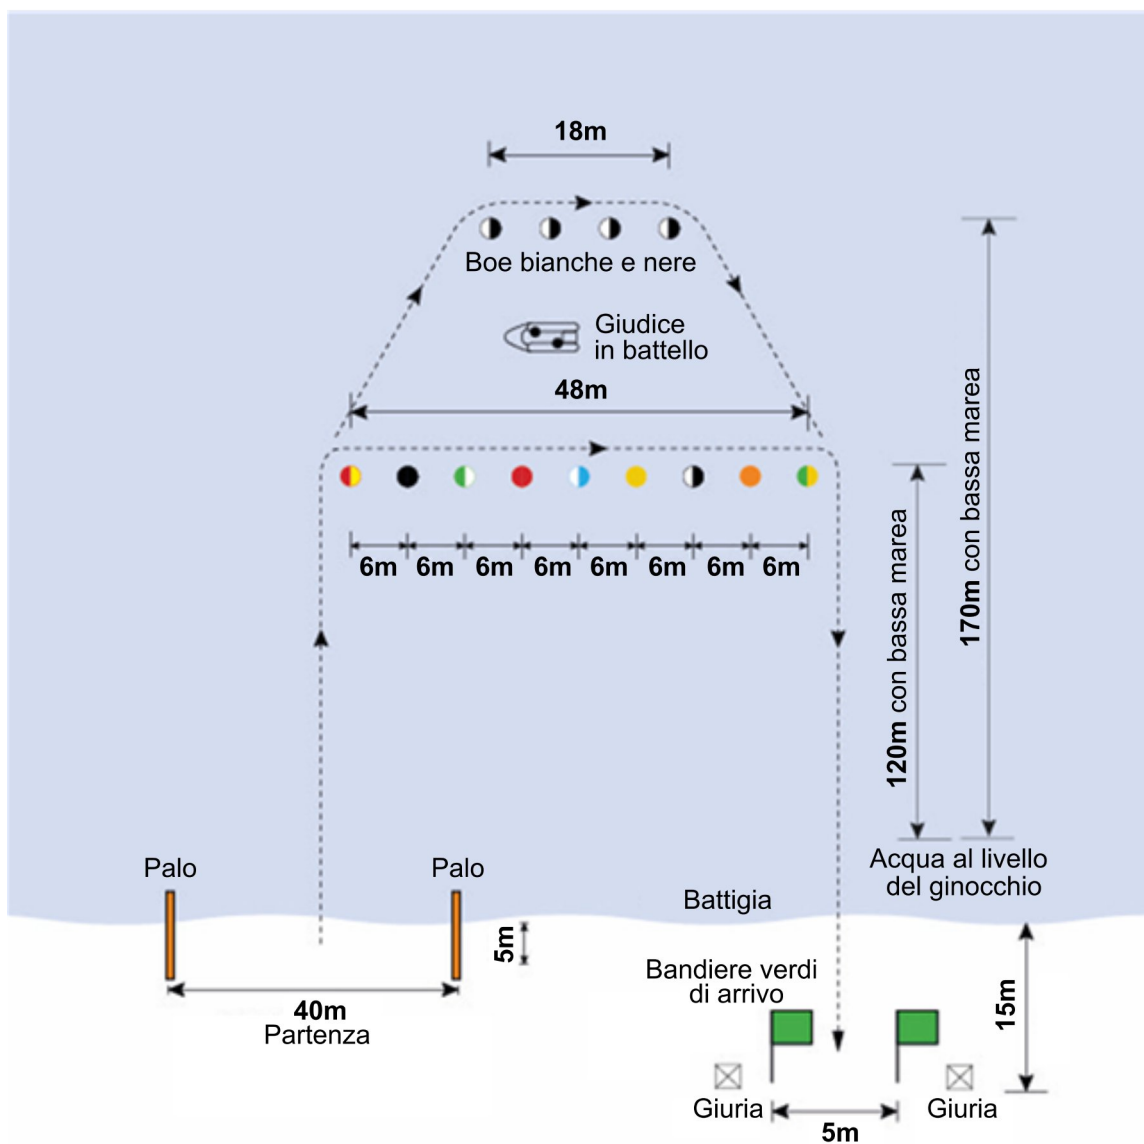 18m
Boe bianche e nere
Giudice
in battello
48m
6m 6m 6m 6m 6m 6m 6m 6m
120m con bassa marea
170m con bassa marea
Acqua al livello
del ginocchio
Palo
Palo
Battigia
5m
40m
Partenza
Bandiere verdi
di arrivo
15m
Giuria
Giuria
5m